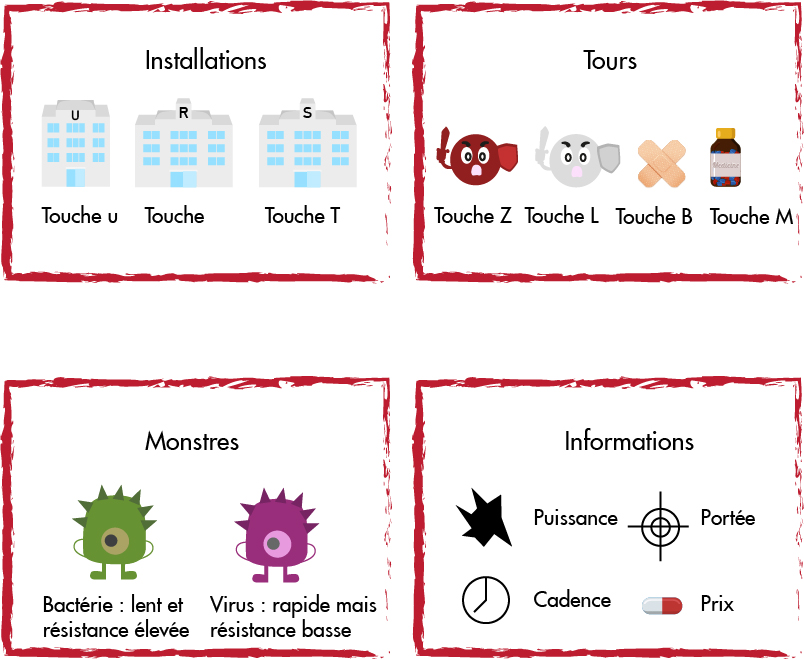 Installations
U
R
S
Touche u
Touche
Touche T
Tours
Medicine
Touche Z
Touche L
Touche B
Touche M
Monstres
Bactérie : lent et
résistance élevée
Virus : rapide mais
résistance basse
Informations
Puissance
Portée
Cadence
Prix